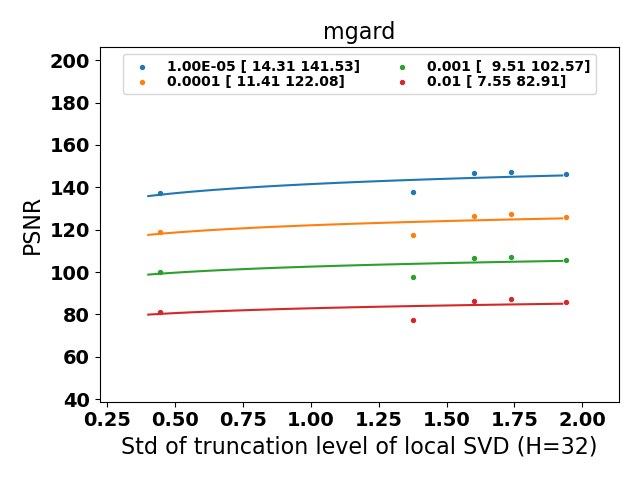 mgard
1.00E-05 [ 14.31 141.53]
0.0001 [ 11.41 122.08]
0.001 [  9.51 102.57]
0.01 [ 7.55 82.91]
PSNR
200
180
160
140
120
100
80
60
40
0.25 0.50 0.75 1.00 1.25 1.50 1.75 2.00
Std of truncation level of local SVD (H=32)